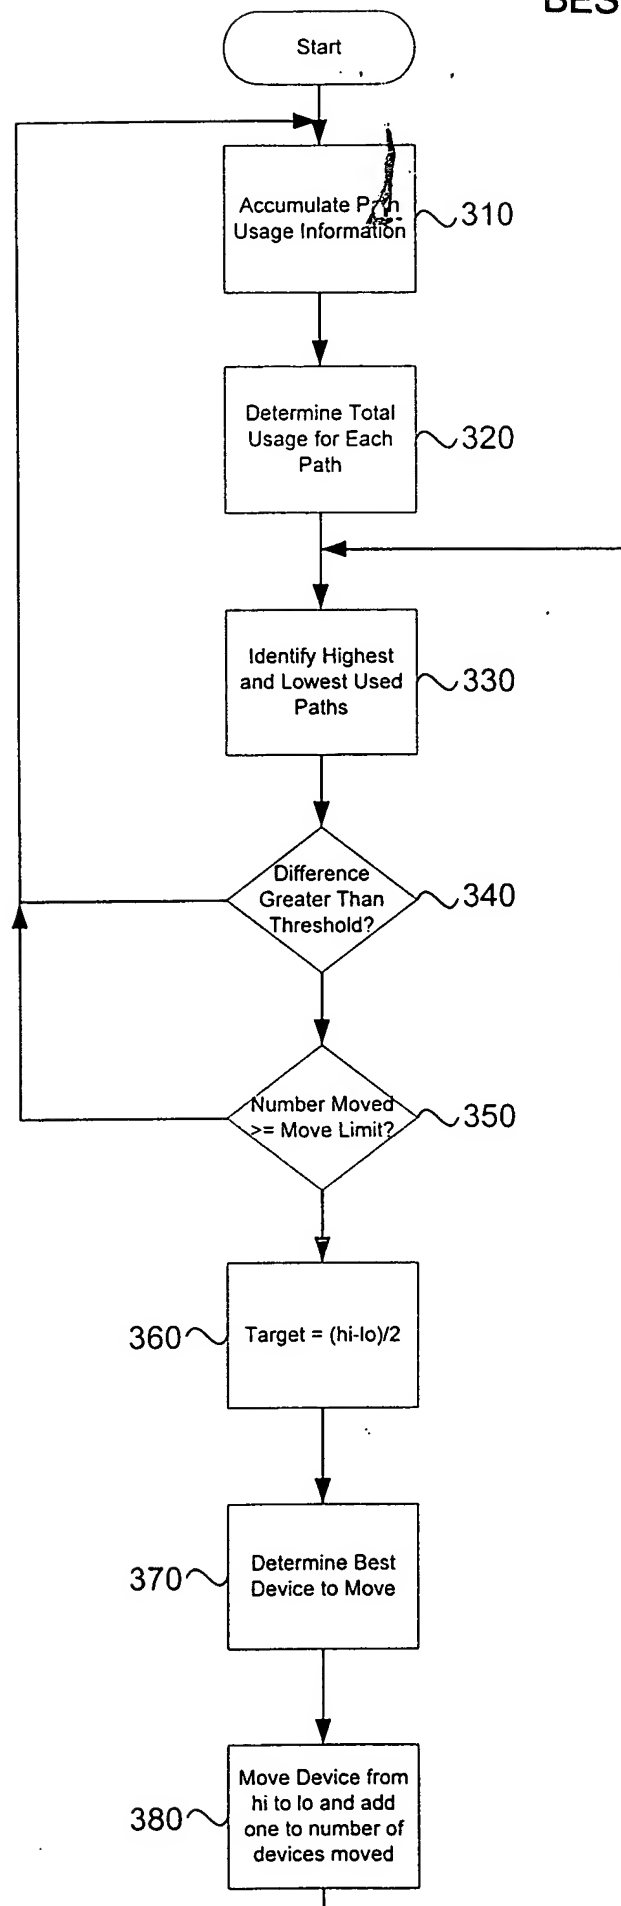 BES
Start
Accumulate Path
Usage Information
310
Determine Total
Usage for Each
Path
320
Identify Highest
and Lowest Used
Paths
330
Difference
Greater Than
Threshold?
340
Number Moved
>= Move Limit?
350
360
Target = (hi-lo)/2
370
Determine Best
Device to Move
380
Move Device from
hi to lo and add
one to number of
devices moved